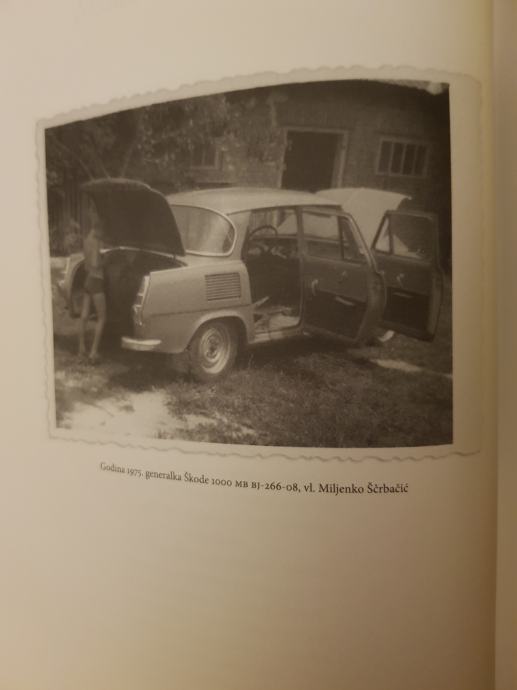 Godina 1975. generalka Škode 1000 MB BJ-266-08, vl. Miljenko Ščrbačić